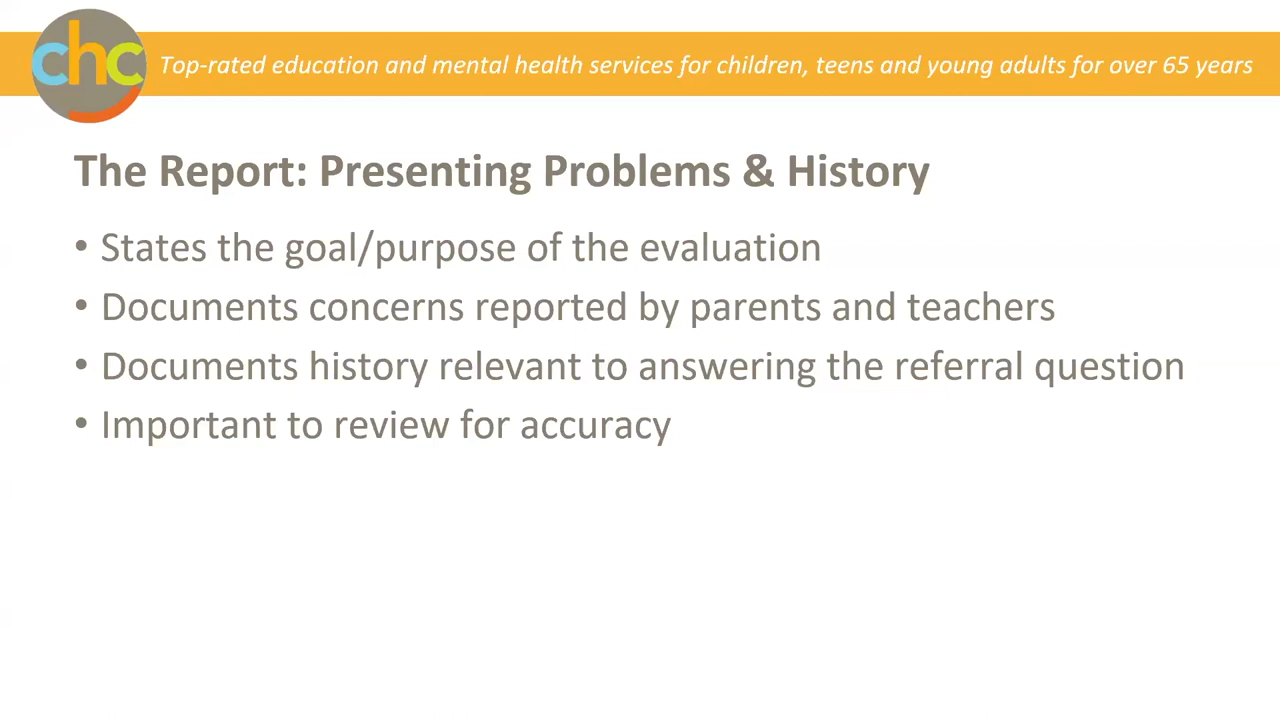 chc
Top-rated education and mental health services for children, teens and young adults for over 65 years
The Report: Presenting Problems & History
• States the goal/purpose of the evaluation
• Documents concerns reported by parents and teachers
• Documents history relevant to answering the referral question
• Important to review for accuracy